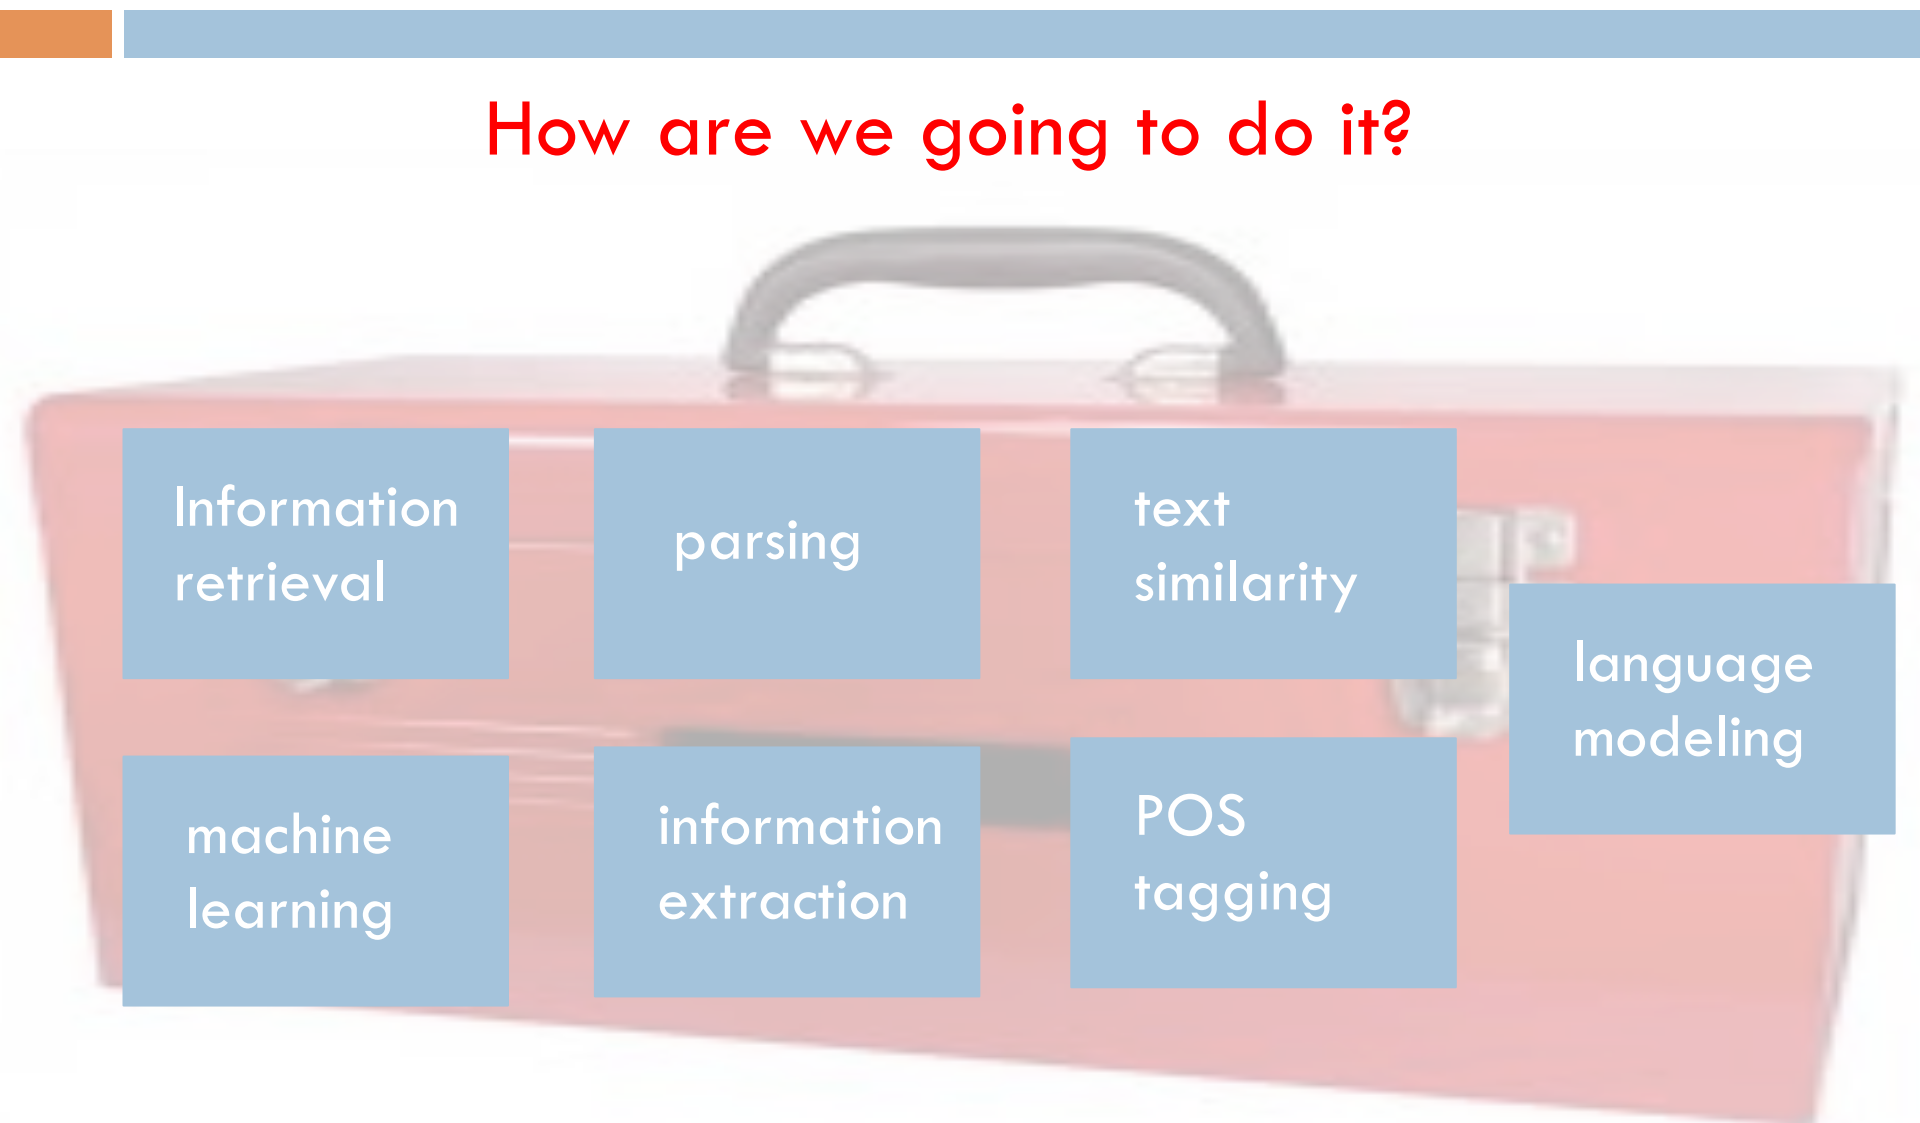 How are we going to do it?
Information
retrieval
parsing
text
similarity
language
modeling
machine
learning
information
extraction
POS
tagging